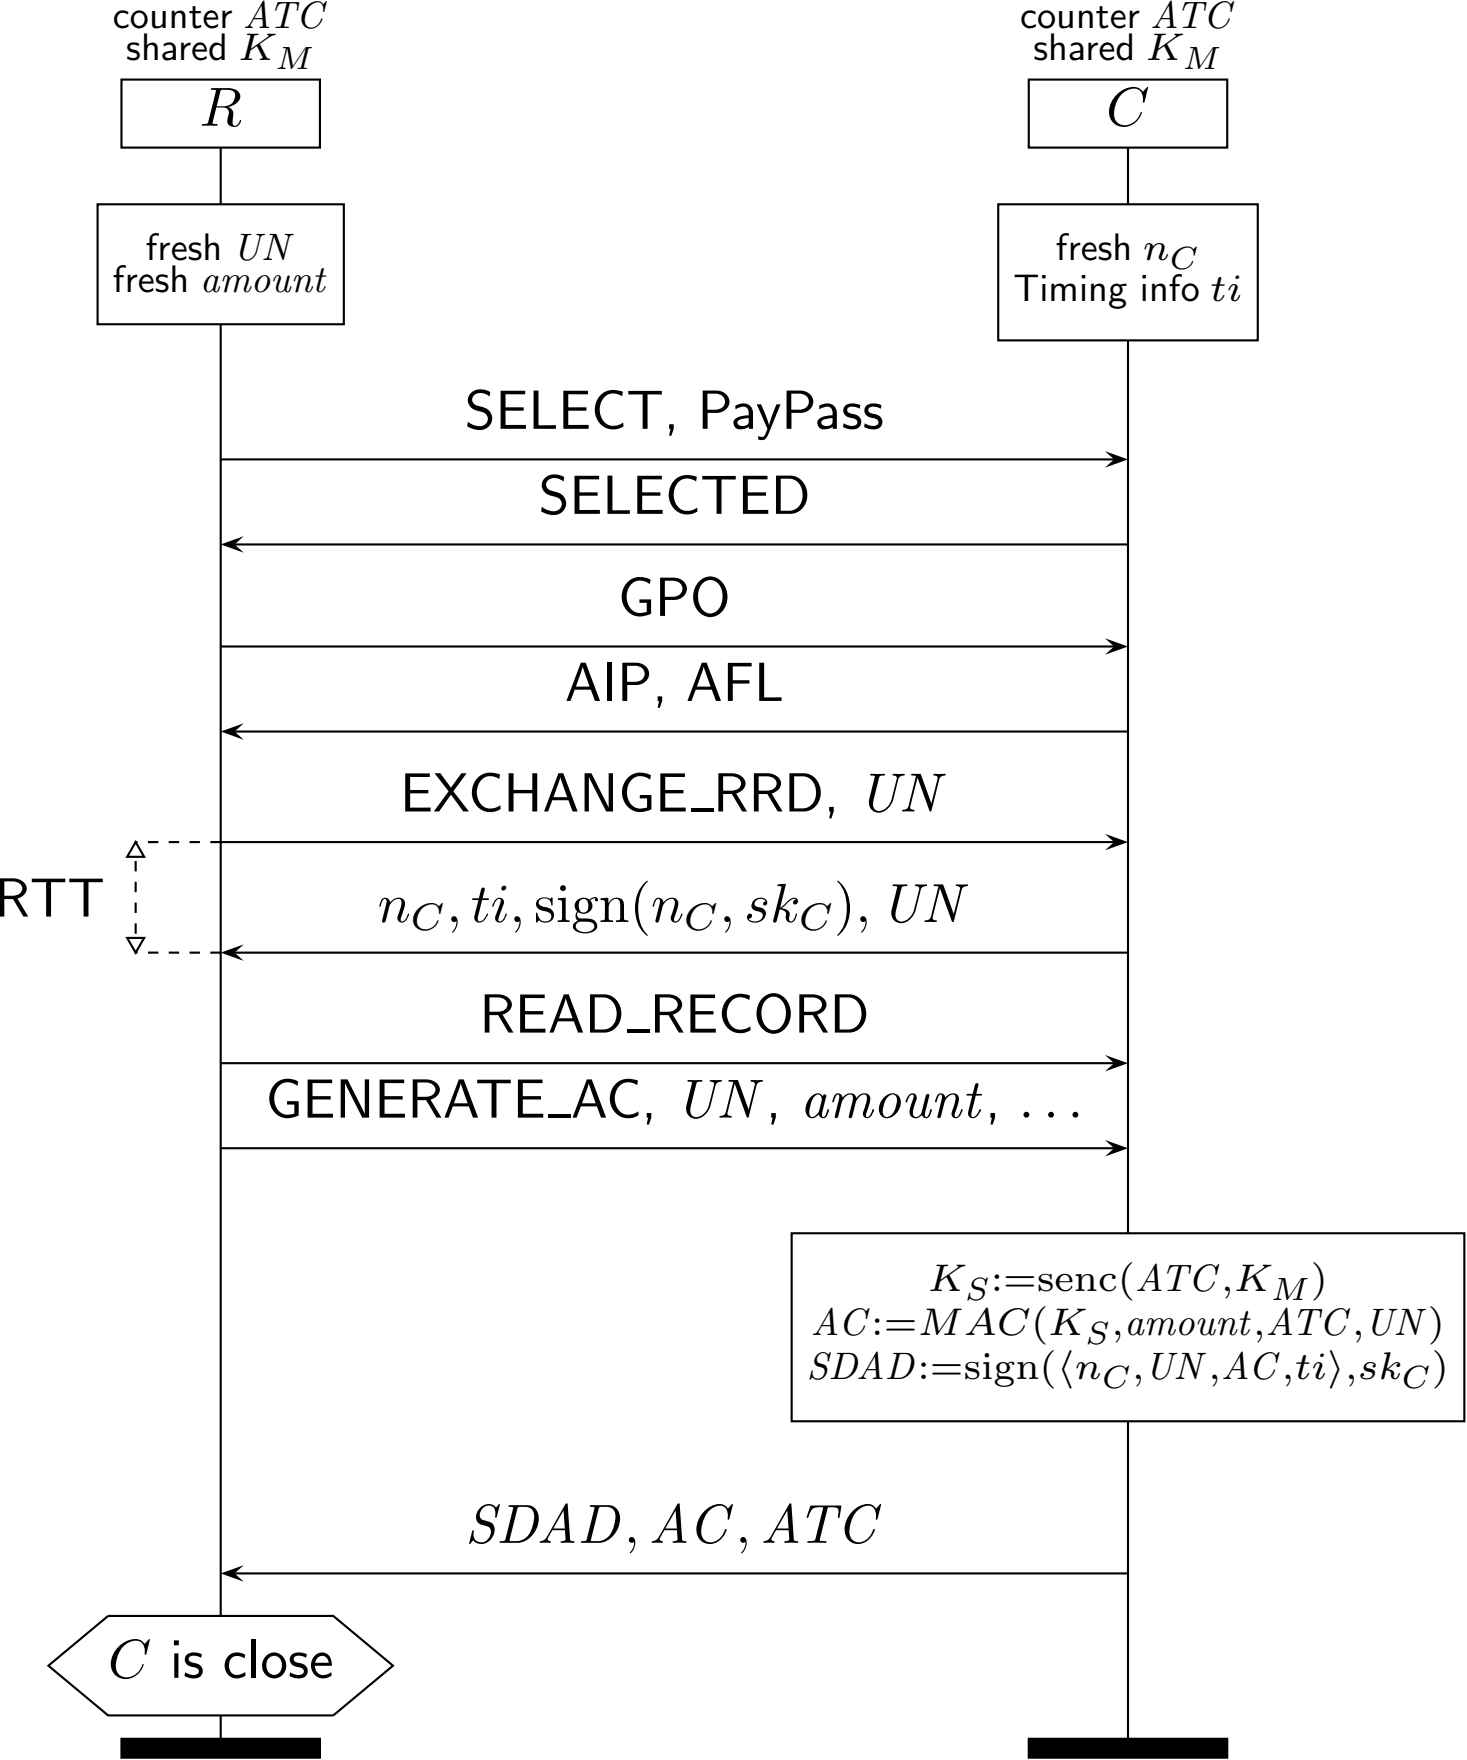 counter ATC
shared K_M
R
counter ATC
shared K_M
C
fresh UN
fresh amount
fresh n_C
Timing info ti
SELECT, PayPass
SELECTED
GPO
AIP, AFL
EXCHANGE_RRD, UN
RTT
n_C, ti, sign(n_C, sk_C), UN
READ_RECORD
GENERATE_AC, UN, amount, ...
K_S:=senc(ATC,K_M)
AC:=MAC(K_S,amount,ATC,UN)
SDAD:=sign(⟨n_C,UN,AC,ti⟩,sk_C)
SDAD, AC, ATC
C is close